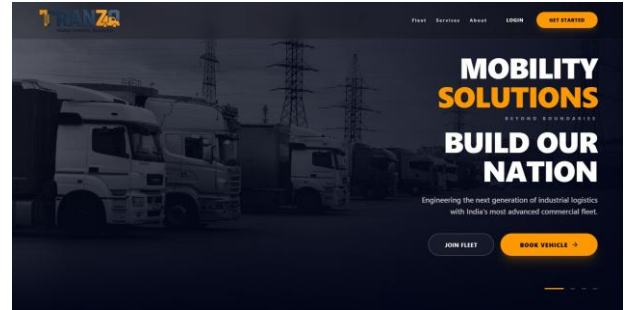 TRANZO
Fleet Services About LOGIN GET STARTED
MOBILITY
SOLUTIONS
BEYOND BOUNDARIES
BUILD OUR
NATION
Engineering the next generation of industrial logistics
with India's most advanced commercial fleet.
JOIN FLEET BOOK VEHICLE →